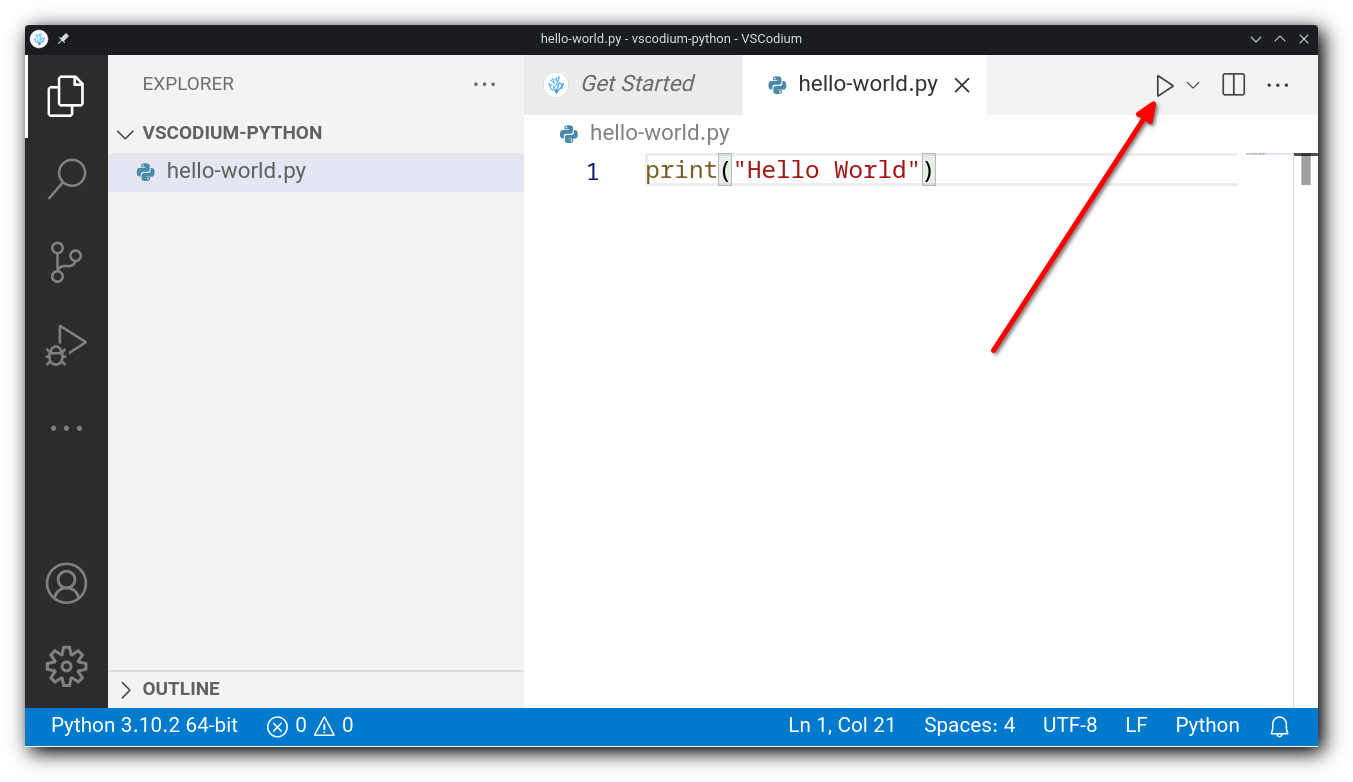 hello-world.py - vscodium-python - VSCodium
EXPLORER
Get Started
hello-world.py
VSCODIUM-PYTHON
hello-world.py
hello-world.py
1 print("Hello World")
OUTLINE
Python 3.10.2 64-bit 0 0 Ln 1, Col 21 Spaces: 4 UTF-8 LF Python